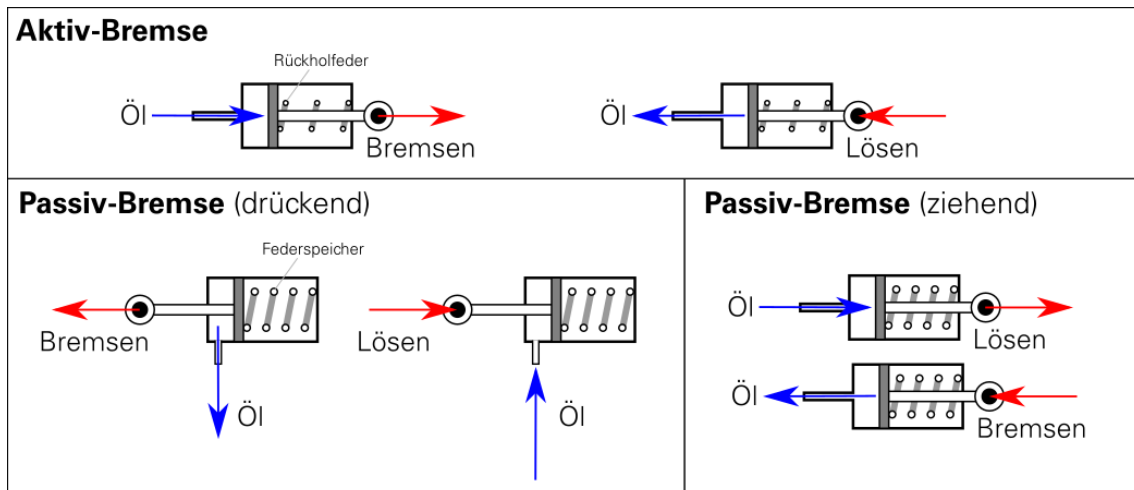 Aktiv-Bremse
Rückholfeder
Öl
Bremsen
Öl
Lösen
Passiv-Bremse (drückend)
Federspeicher
Bremsen
Öl
Lösen
Öl
Passiv-Bremse (ziehend)
Öl
Lösen
Öl
Bremsen